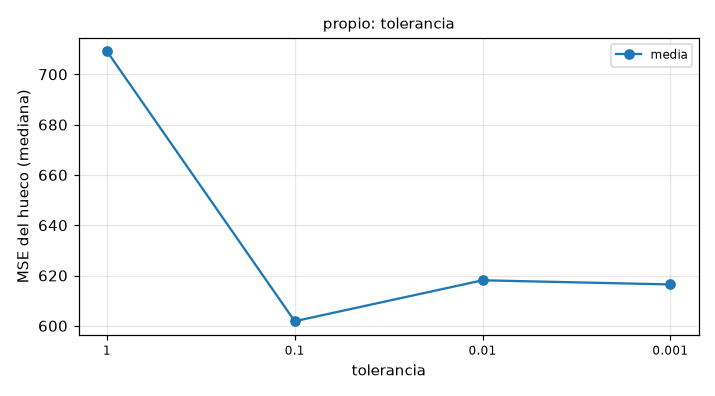 propio: tolerancia
media
MSE del hueco (mediana)
700
680
660
640
620
600
1
0.1
0.01
0.001
tolerancia